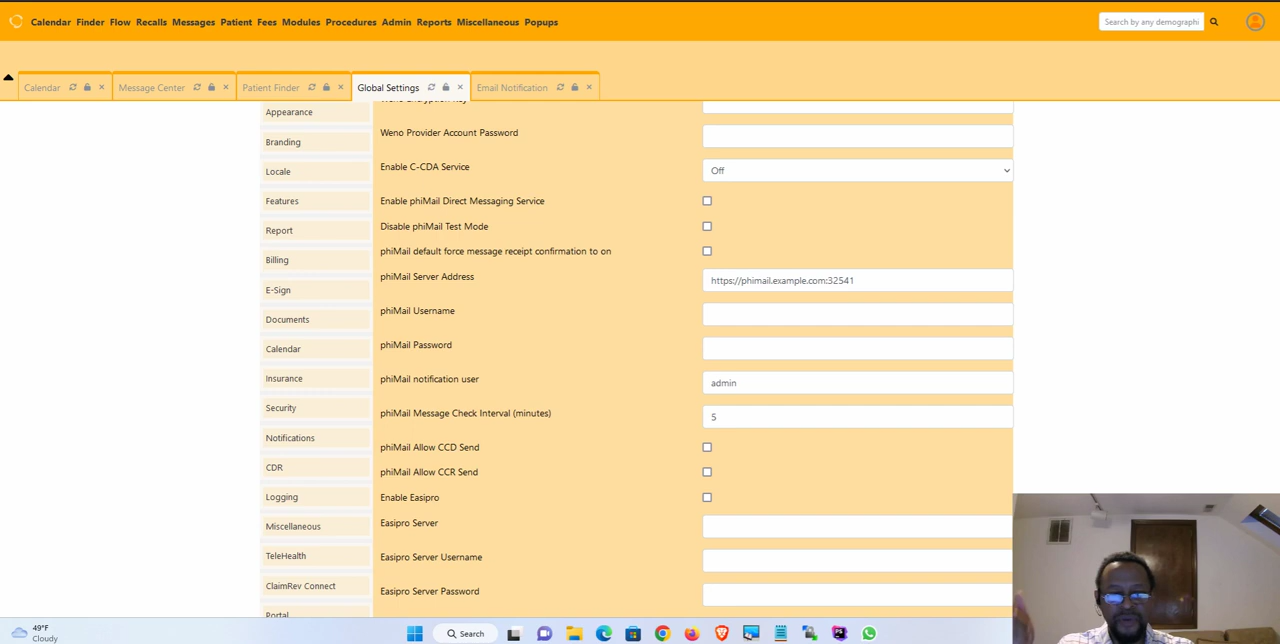 Calendar Finder Flow Recalls Messages Patient Fees Modules Procedures Admin Reports Miscellaneous Popups
Search by any demographi
Calendar
Message Center
Patient Finder
Global Settings
Email Notification
Appearance
Branding
Locale
Features
Report
Billing
E-Sign
Documents
Calendar
Insurance
Security
Notifications
CDR
Logging
Miscellaneous
TeleHealth
ClaimRev Connect
Portal
Weno Encryption Key
Weno Provider Account Password
Enable C-CDA Service
Off
Enable phiMail Direct Messaging Service
Disable phiMail Test Mode
phiMail default force message receipt confirmation to on
phiMail Server Address
https://phimail.example.com:32541
phiMail Username
phiMail Password
phiMail notification user
admin
phiMail Message Check Interval (minutes)
5
phiMail Allow CCD Send
phiMail Allow CCR Send
Enable Easipro
Easipro Server
Easipro Server Username
Easipro Server Password
49°F
Cloudy
Search